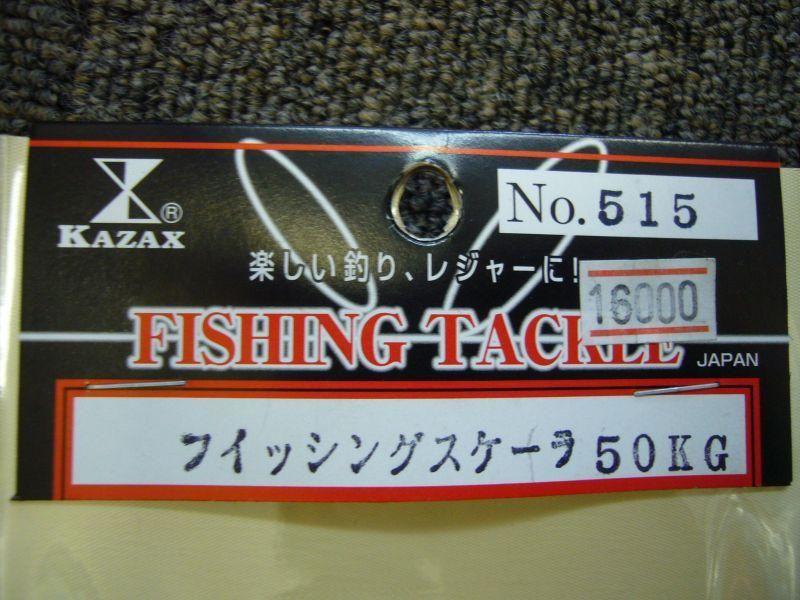 KAZAX®
No. 515
楽しい釣り、レジャーに!
16000
FISHING TACKLE
JAPAN
フイッシングスケーラ 50KG